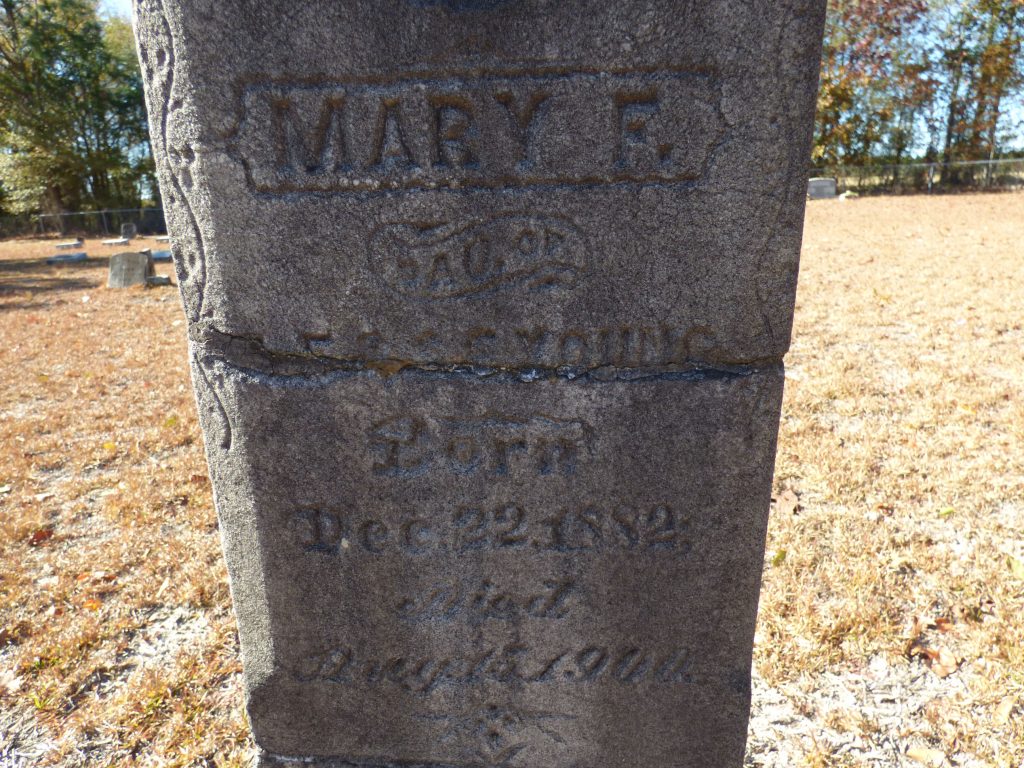 MARY F.
DAU. OF
YOUNG
Born
Dec. 22, 1882;
Died
Aug. 15, 1900.